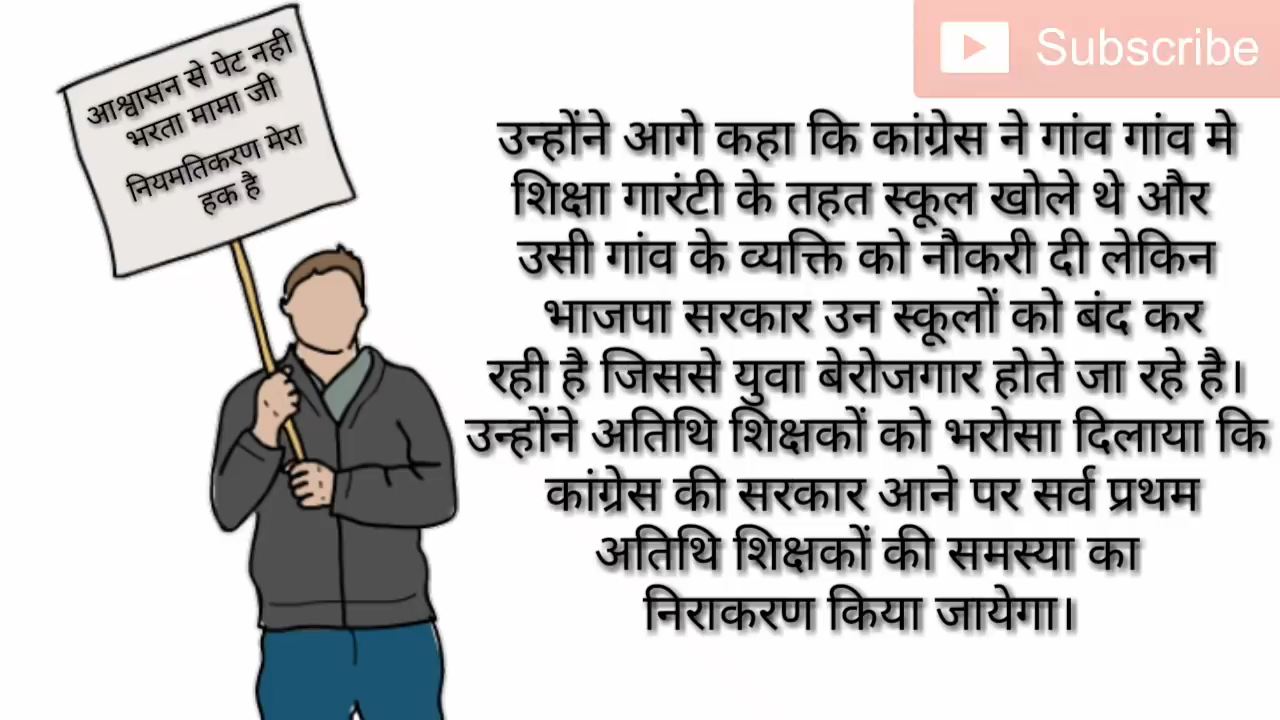 आश्वासन से पेट नही
भरता मामा जी
नियमतिकरण मेरा
हक है
Subscribe
उन्होंने आगे कहा कि कांग्रेस ने गांव गांव मे
शिक्षा गारंटी के तहत स्कूल खोले थे और
उसी गांव के व्यक्ति को नौकरी दी लेकिन
भाजपा सरकार उन स्कूलों को बंद कर
रही है जिससे युवा बेरोजगार होते जा रहे है।
उन्होंने अतिथि शिक्षकों को भरोसा दिलाया कि
कांग्रेस की सरकार आने पर सर्व प्रथम
अतिथि शिक्षकों की समस्या का
निराकरण किया जायेगा।